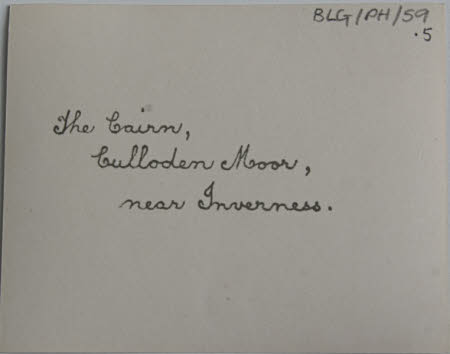 BLG/PH/59
.5
The Cairn,
Culloden Moor,
near Inverness.